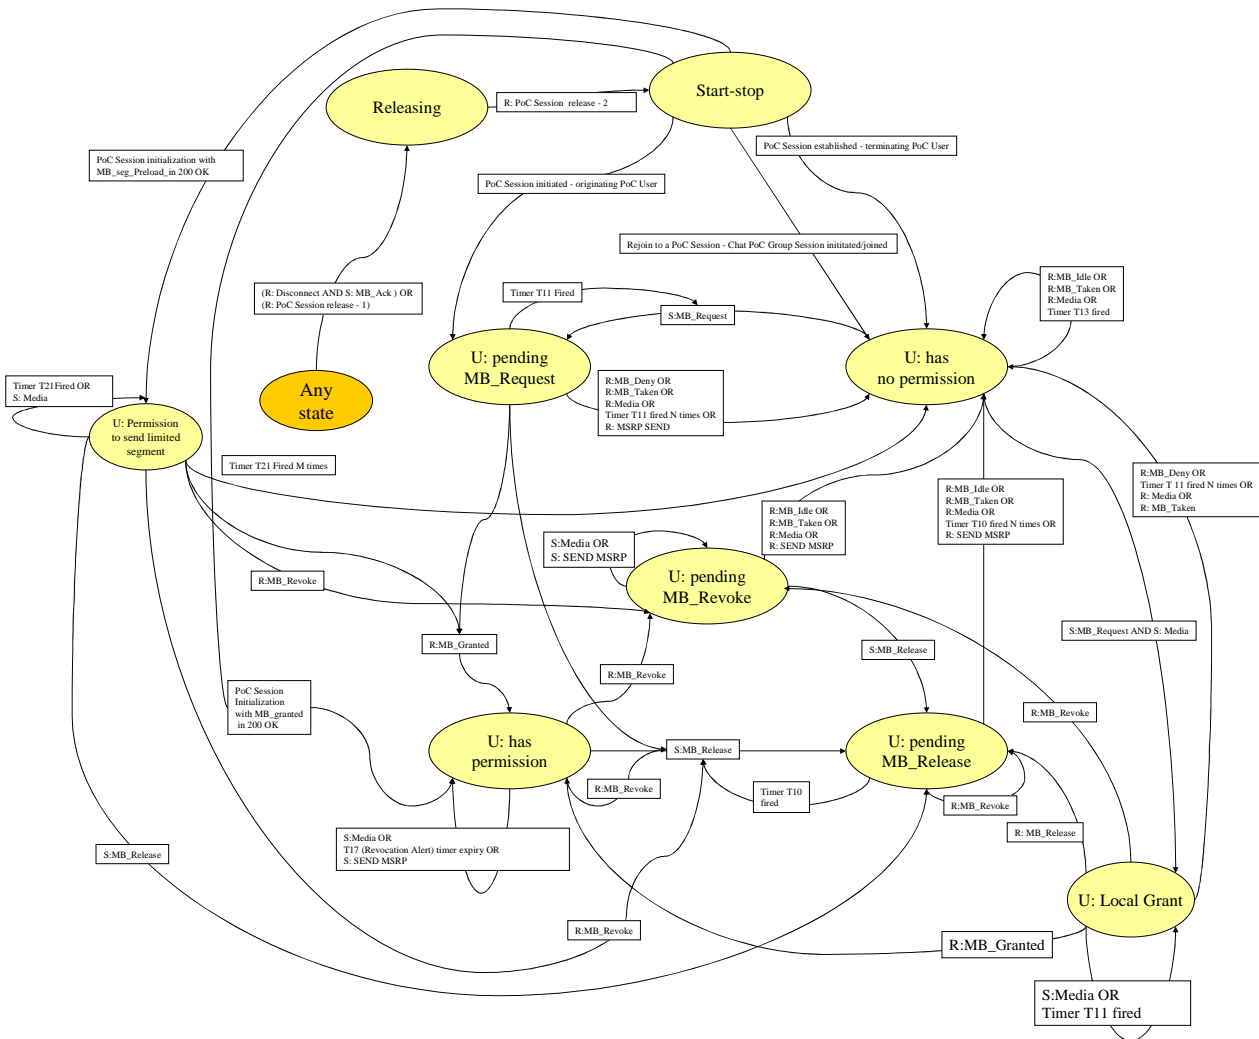 Start-stop
Releasing
R: PoC Session  release - 2
PoC Session established - terminating PoC User
PoC Session initialization with
MB_seg_Preload_in 200 OK
PoC Session initiated - originating PoC User
Rejoin to a PoC Session - Chat PoC Group Session inititated/joined
R:MB_Idle OR
R:MB_Taken OR
R:Media OR
Timer T13 fired
(R: Disconnect AND S: MB_Ack ) OR
(R: PoC Session release - 1)
Timer T11 Fired
S:MB_Request
U: pending
MB_Request
U: has
no permission
Timer T21Fired OR
S: Media
Any
state
R:MB_Deny OR
R:MB_Taken OR
R:Media OR
Timer T11 fired N times OR
R: MSRP SEND
U: Permission
to send limited
segment
Timer T21 Fired M times
R:MB_Deny OR
Timer T 11 fired N times OR
R: Media OR
R: MB_Taken
R:MB_Idle OR
R:MB_Taken OR
R:Media OR
Timer T10 fired N times OR
R: SEND MSRP
R:MB_Idle OR
R:MB_Taken OR
R:Media OR
R: SEND MSRP
S:Media OR
S: SEND MSRP
U: pending
MB_Revoke
R:MB_Revoke
S:MB_Request AND S: Media
R:MB_Granted
S:MB_Release
R:MB_Revoke
PoC Session
Initialization
with MB_granted
in 200 OK
R:MB_Revoke
U: has
permission
S:MB_Release
U: pending
MB_Release
R:MB_Revoke
Timer T10
fired
R:MB_Revoke
S:Media OR
T17 (Revocation Alert) timer expiry OR
S: SEND MSRP
R: MB_Release
S:MB_Release
U: Local Grant
R:MB_Revoke
R:MB_Granted
S:Media OR
Timer T11 fired